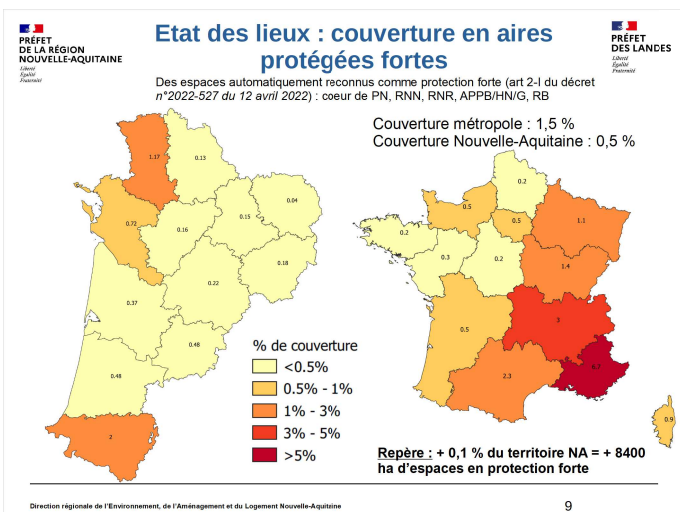 PRÉFET
DE LA RÉGION
NOUVELLE-AQUITAINE
Liberté
Égalité
Fraternité
Etat des lieux : couverture en aires
protégées fortes
PRÉFET
DES LANDES
Liberté
Égalité
Fraternité
Des espaces automatiquement reconnus comme protection forte (art 2-I du décret
n°2022-527 du 12 avril 2022) : coeur de PN, RNN, RNR, APPB/HN/G, RB
Couverture métropole : 1,5 %
Couverture Nouvelle-Aquitaine : 0,5 %
1.17
0.13
0.04
0.15
0.72
0.16
0.18
0.22
0.37
0.48
0.48
2
0.2
0.5
0.5
1.1
0.2
0.3
0.2
1.4
0.5
3
2.3
0.9
% de couverture
<0.5%
0.5% - 1%
1% - 3%
3% - 5%
>5%
Repère : + 0,1 % du territoire NA = + 8400
ha d'espaces en protection forte
Direction régionale de l'Environnement, de l'Aménagement et du Logement Nouvelle-Aquitaine
9